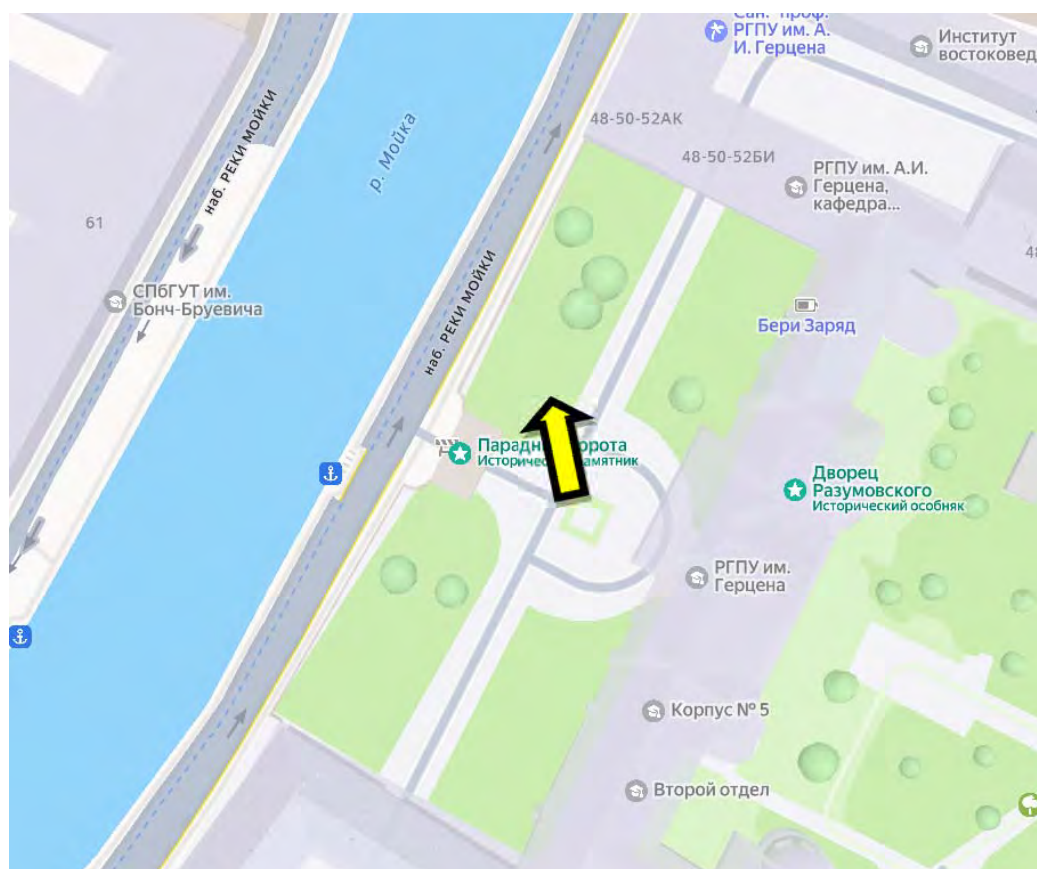 Сан.-проф.
РГПУ им. А.
И. Герцена
Институт
востоковед
48-50-52АК
48-50-52БИ
РГПУ им. А.И.
Герцена,
кафедра...
наб. РЕКИ МОЙКИ
р. Мойка
61
СПбГУТ им.
Бонч-Бруевича
наб. РЕКИ МОЙКИ
Бери Заряд
48
Дворец
Разумовского
Исторический особняк
РГПУ им.
Герцена
Корпус № 5
Второй отдел